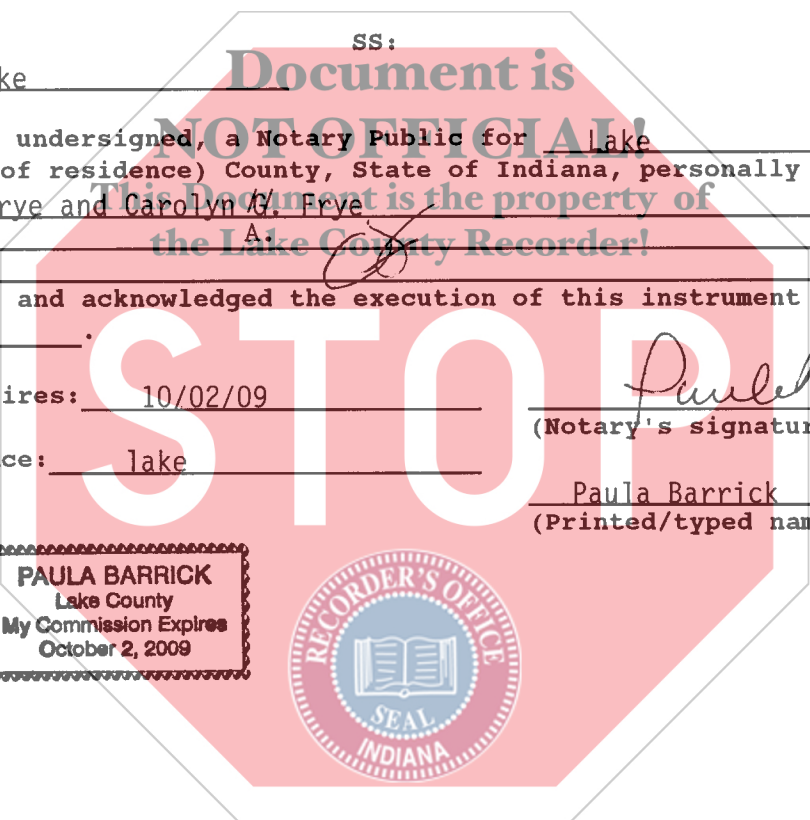 SS:
Document is
ke
NOT OFFICIAL!
undersigned, a Notary Public for Lake
of residence) County, State of Indiana, personally
This Document is the property of
rye and Carolyn G. Frye
A.
the Lake County Recorder!
and acknowledged the execution of this instrument
.
STOP
ires: 10/02/09
(Notary's signatur
ce: lake
Paula Barrick
(Printed/typed nam
PAULA BARRICK
Lake County
My Commission Expires
October 2, 2009
RECORDER'S OFFICE
SEAL
INDIANA